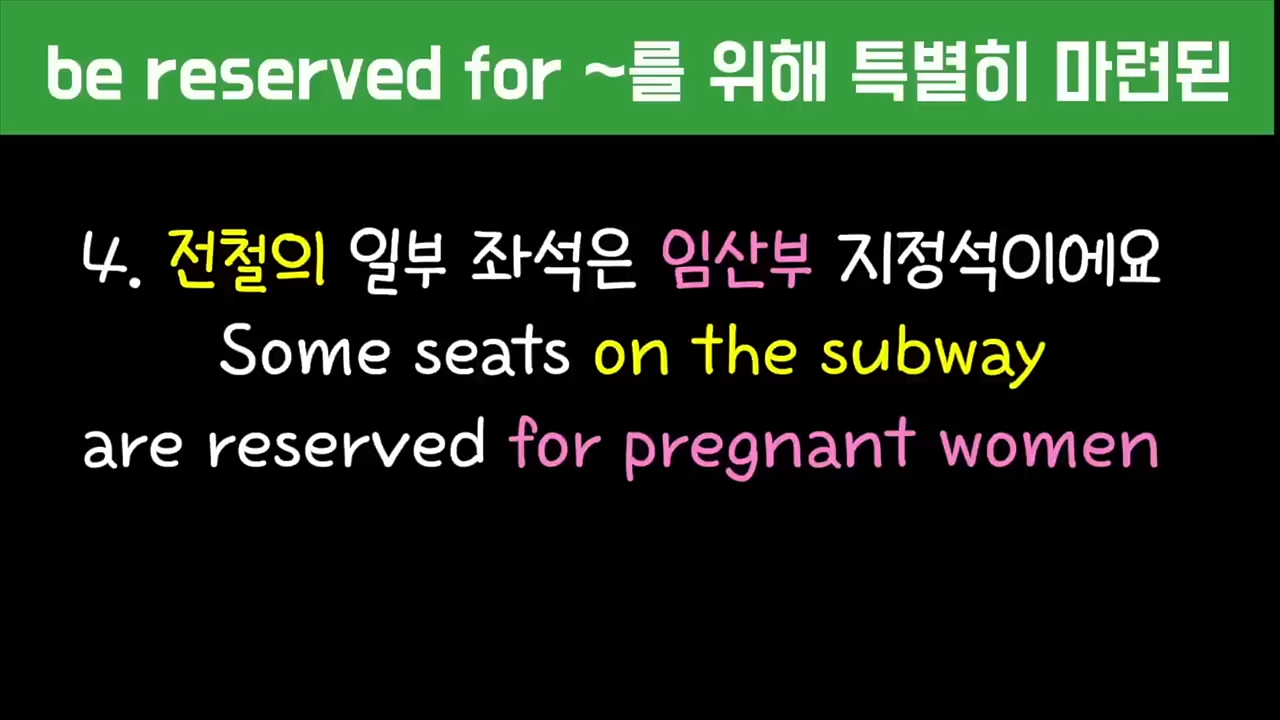 be reserved for ~를 위해 특별히 마련된
4. 전철의 일부 좌석은 임산부 지정석이에요
Some seats on the subway
are reserved for pregnant women